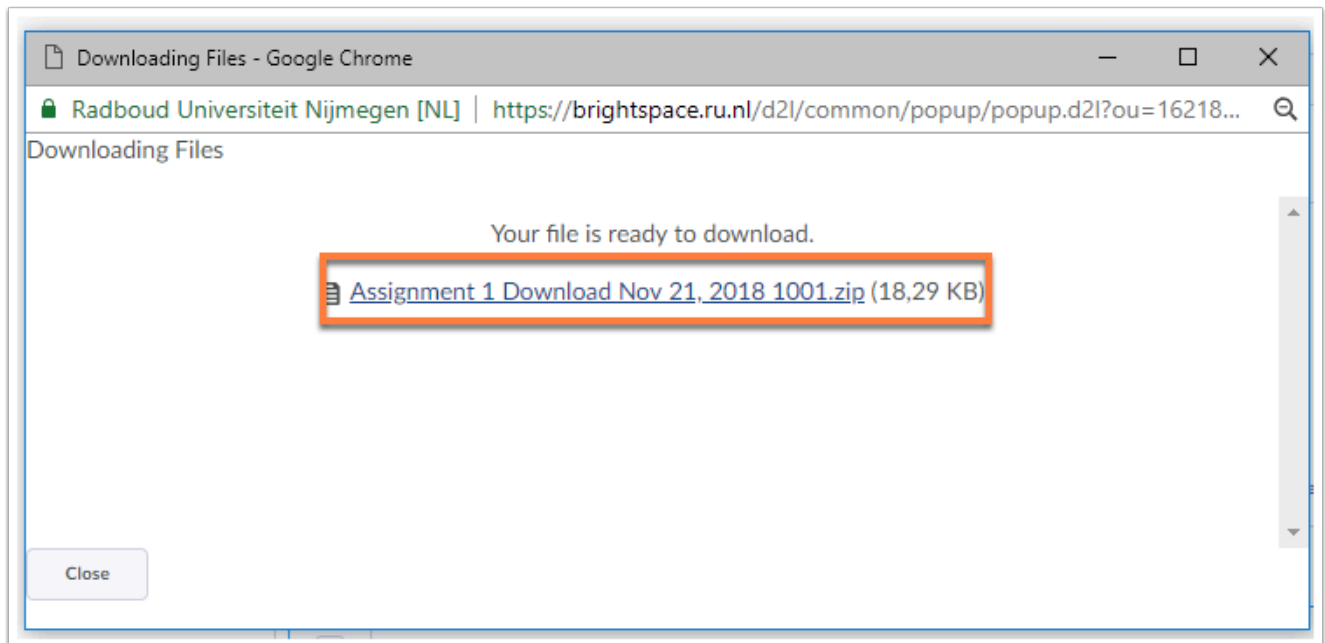 Downloading Files - Google Chrome
Radboud Universiteit Nijmegen [NL] | https://brightspace.ru.nl/d2l/common/popup/popup.d2l?ou=16218...
Downloading Files
Your file is ready to download.
Assignment 1 Download Nov 21, 2018 1001.zip (18,29 KB)
Close